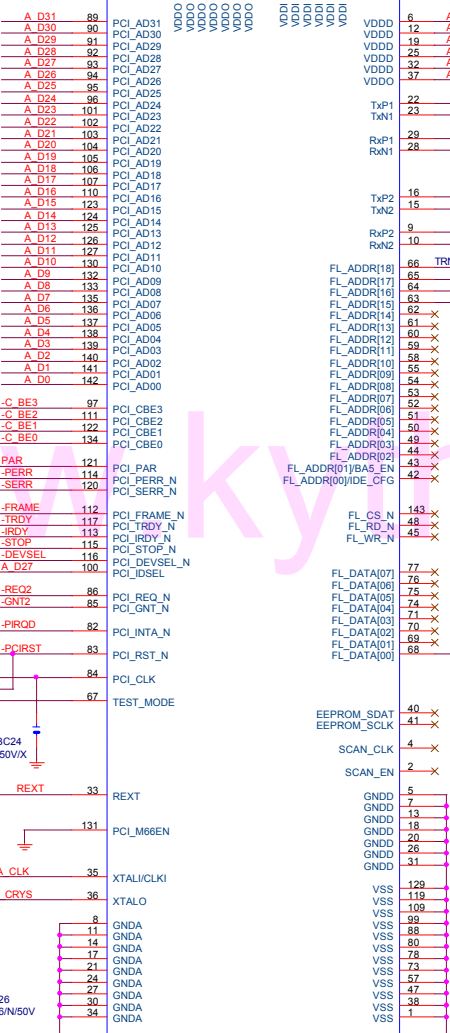 VDDO VDDO VDDO VDDO VDDO VDDO VDDO
VDDI VDDI VDDI VDDI VDDI VDDI
A_D31 89 PCI_AD31
A_D30 90 PCI_AD30
A_D29 91 PCI_AD29
A_D28 92 PCI_AD28
A_D27 93 PCI_AD27
A_D26 94 PCI_AD26
A_D25 95 PCI_AD25
A_D24 96 PCI_AD24
A_D23 101 PCI_AD23
A_D22 102 PCI_AD22
A_D21 103 PCI_AD21
A_D20 104 PCI_AD20
A_D19 105 PCI_AD19
A_D18 106 PCI_AD18
A_D17 107 PCI_AD17
A_D16 110 PCI_AD16
A_D15 123 PCI_AD15
A_D14 124 PCI_AD14
A_D13 125 PCI_AD13
A_D12 126 PCI_AD12
A_D11 127 PCI_AD11
A_D10 130 PCI_AD10
A_D9 132 PCI_AD09
A_D8 133 PCI_AD08
A_D7 135 PCI_AD07
A_D6 136 PCI_AD06
A_D5 137 PCI_AD05
A_D4 138 PCI_AD04
A_D3 139 PCI_AD03
A_D2 140 PCI_AD02
A_D1 141 PCI_AD01
A_D0 142 PCI_AD00
-C_BE3 97 PCI_CBE3
-C_BE2 111 PCI_CBE2
-C_BE1 122 PCI_CBE1
-C_BE0 134 PCI_CBE0
PAR 121 PCI_PAR
-PERR 114 PCI_PERR_N
-SERR 120 PCI_SERR_N
-FRAME 112 PCI_FRAME_N
-TRDY 117 PCI_TRDY_N
-IRDY 113 PCI_IRDY_N
-STOP 115 PCI_STOP_N
-DEVSEL 116 PCI_DEVSEL_N
A_D27 100 PCI_IDSEL
-REQ2 86 PCI_REQ_N
-GNT2 85 PCI_GNT_N
-PIRQD 82 PCI_INTA_N
-PCIRST 83 PCI_RST_N
84 PCI_CLK
67 TEST_MODE
BC24
50V/X
REXT 33 REXT
131 PCI_M66EN
A_CLK 35 XTALI/CLKI
CRYS 36 XTALO
8 GNDA
11 GNDA
14 GNDA
17 GNDA
21 GNDA
24 GNDA
27 GNDA
30 GNDA
34 GNDA
26
6/N/50V
VDDD 6
VDDD 12
VDDD 19
VDDD 25
VDDD 32
VDDO 37
TxP1 22
TxN1 23
RxP1 29
RxN1 28
TxP2 16
TxN2 15
RxP2 9
RxN2 10
FL_ADDR[18] 66 TRN
FL_ADDR[17] 65
FL_ADDR[16] 64
FL_ADDR[15] 63
FL_ADDR[14] 62
FL_ADDR[13] 61
FL_ADDR[12] 60
FL_ADDR[11] 59
FL_ADDR[10] 58
FL_ADDR[09] 55
FL_ADDR[08] 54
FL_ADDR[07] 53
FL_ADDR[06] 52
FL_ADDR[05] 51
FL_ADDR[04] 50
FL_ADDR[03] 49
FL_ADDR[02] 44
FL_ADDR[01]/BA5_EN 43
FL_ADDR[00]/IDE_CFG 42
FL_CS_N 143
FL_RD_N 48
FL_WR_N 45
FL_DATA[07] 77
FL_DATA[06] 76
FL_DATA[05] 75
FL_DATA[04] 74
FL_DATA[03] 71
FL_DATA[02] 70
FL_DATA[01] 69
FL_DATA[00] 68
EEPROM_SDAT 40
EEPROM_SCLK 41
SCAN_CLK 4
SCAN_EN 2
GNDD 5
GNDD 7
GNDD 13
GNDD 18
GNDD 20
GNDD 26
GNDD 31
VSS 129
VSS 119
VSS 109
VSS 99
VSS 88
VSS 80
VSS 78
VSS 73
VSS 57
VSS 47
VSS 38
VSS 1